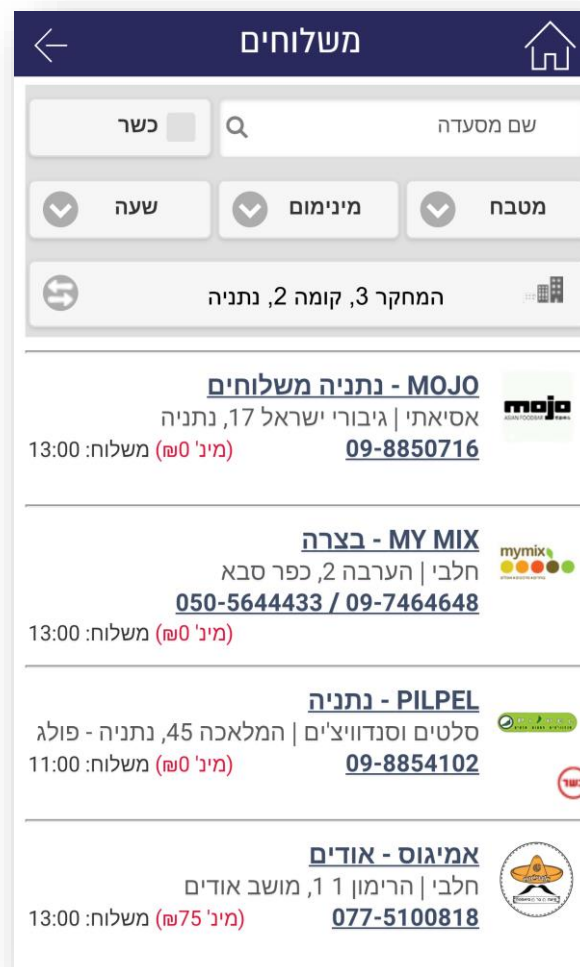 משלוחים
שם מסעדה
כשר
מטבח
מינימום
שעה
המחקר 3, קומה 2, נתניה
mojo
ASIAN FOODBAR
MOJO - נתניה משלוחים
אסיאתי | גיבורי ישראל 17, נתניה
09-8850716
(מינ' 0₪) משלוח: 13:00
mymix
MY MIX - בצרה
חלבי | הערבה 2, כפר סבא
050-5644433 / 09-7464648
(מינ' 0₪) משלוח: 13:00
PILPEL - נתניה
סלטים וסנדוויצ'ים | המלאכה 45, נתניה - פולג
09-8854102
(מינ' 0₪) משלוח: 11:00
כשר
אמיגוס - אודים
חלבי | הרימון 1 1, מושב אודים
077-5100818
(מינ' 75₪) משלוח: 13:00